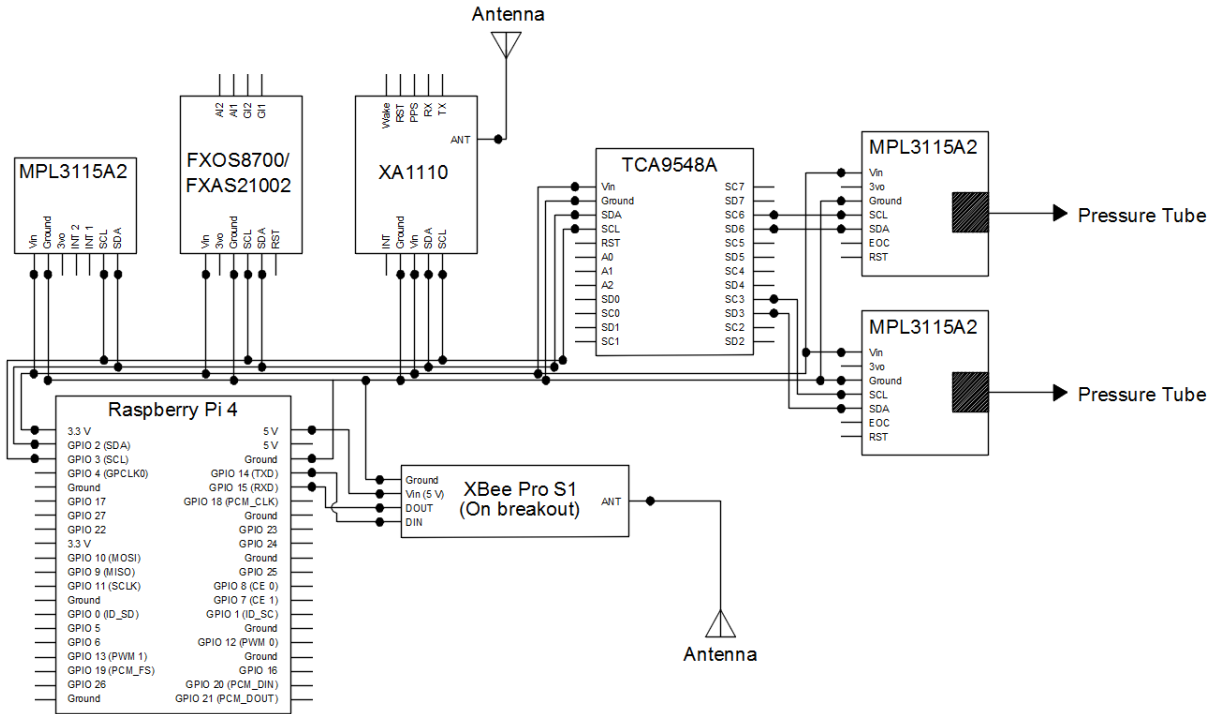 Antenna
AI2
AI1
GI2
GI1
FXOS8700/
FXAS21002
Vin
3vo
Ground
SCL
SDA
RST
Wake
RST
PPS
RX
TX
ANT
XA1110
INT
Ground
Vin
SDA
SCL
MPL3115A2
Vin
Ground
3vo
INT 2
INT 1
SCL
SDA
TCA9548A
Vin
Ground
SDA
SCL
RST
A0
A1
A2
SD0
SC0
SD1
SC1
SC7
SD7
SC6
SD6
SC5
SD5
SC4
SD4
SC3
SD3
SC2
SD2
MPL3115A2
Vin
3vo
Ground
SCL
SDA
EOC
RST
Pressure Tube
MPL3115A2
Vin
3vo
Ground
SCL
SDA
EOC
RST
Pressure Tube
Raspberry Pi 4
3.3 V
GPIO 2 (SDA)
GPIO 3 (SCL)
GPIO 4 (GPCLK0)
Ground
GPIO 17
GPIO 27
GPIO 22
3.3 V
GPIO 10 (MOSI)
GPIO 9 (MISO)
GPIO 11 (SCLK)
Ground
GPIO 0 (ID_SD)
GPIO 5
GPIO 6
GPIO 13 (PWM 1)
GPIO 19 (PCM_FS)
GPIO 26
Ground
5 V
5 V
Ground
GPIO 14 (TXD)
GPIO 15 (RXD)
GPIO 18 (PCM_CLK)
Ground
GPIO 23
GPIO 24
Ground
GPIO 25
GPIO 8 (CE 0)
GPIO 7 (CE 1)
GPIO 1 (ID_SC)
Ground
GPIO 12 (PWM 0)
Ground
GPIO 16
GPIO 20 (PCM_DIN)
GPIO 21 (PCM_DOUT)
Ground
Vin (5 V)
DOUT
DIN
XBee Pro S1
(On breakout)
ANT
Antenna